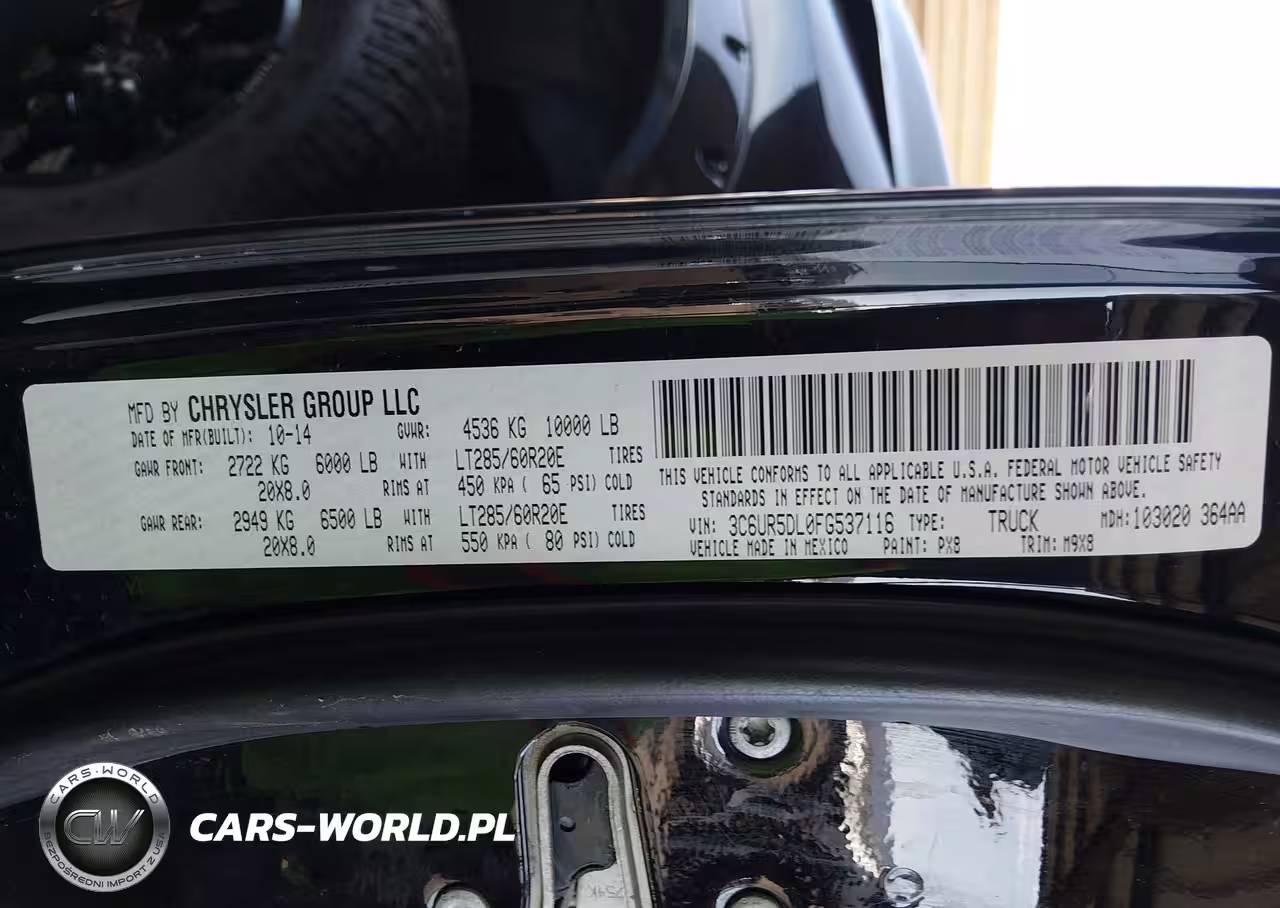 MFD BY CHRYSLER GROUP LLC
DATE OF MFR(BUILT): 10-14 GVWR: 4536 KG 10000 LB
GAWR FRONT: 2722 KG 6000 LB WITH LT285/60R20E TIRES
20X8.0 RIMS AT 450 KPA ( 65 PSI) COLD
GAWR REAR: 2949 KG 6500 LB WITH LT285/60R20E TIRES
20X8.0 RIMS AT 550 KPA ( 80 PSI) COLD
THIS VEHICLE CONFORMS TO ALL APPLICABLE U.S.A. FEDERAL MOTOR VEHICLE SAFETY
STANDARDS IN EFFECT ON THE DATE OF MANUFACTURE SHOWN ABOVE.
VIN: 3C6UR5DL0FG537116 TYPE: TRUCK MDH: 103020 364AA
VEHICLE MADE IN MEXICO PAINT: PX8 TRIM: M9X8
CARS-WORLD
CW
BEZPOŚREDNI IMPORT Z USA
CARS-WORLD.PL